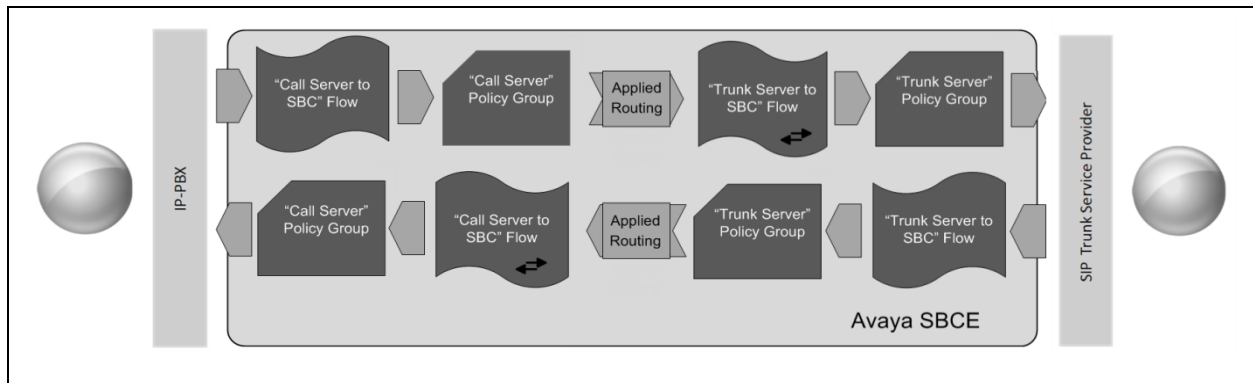 IP-PBX
“Call Server to
SBC” Flow
“Call Server”
Policy Group
Applied
Routing
“Trunk Server to
SBC” Flow
“Trunk Server”
Policy Group
“Call Server”
Policy Group
“Call Server to
SBC” Flow
Applied
Routing
“Trunk Server”
Policy Group
“Trunk Server to
SBC” Flow
Avaya SBCE
SIP Trunk Service Provider